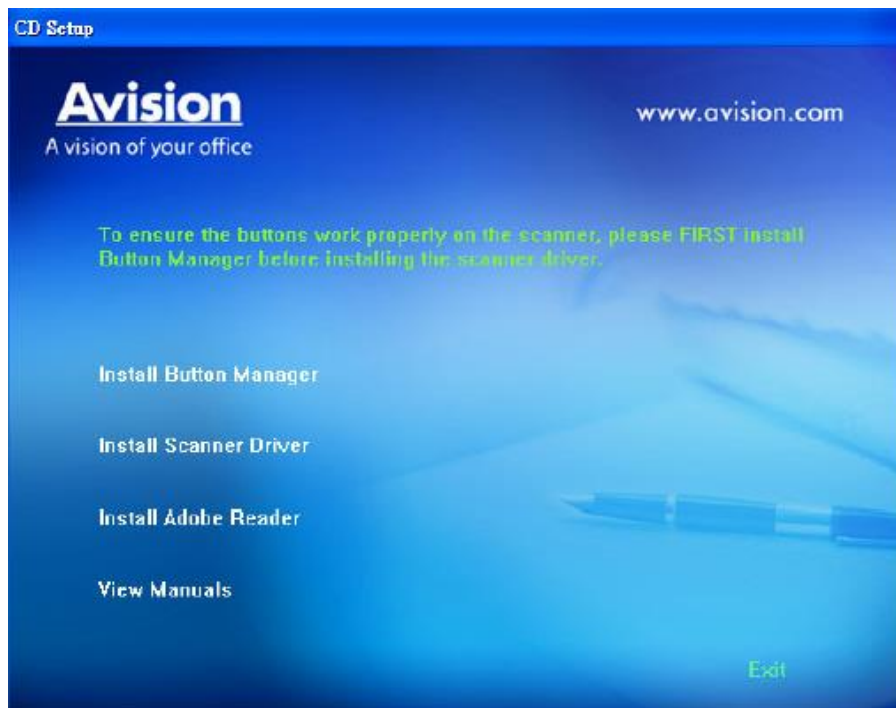 CD Setup
Avision
www.avision.com
A vision of your office
To ensure the buttons work properly on the scanner, please FIRST install
Button Manager before installing the scanner driver.
Install Button Manager
Install Scanner Driver
Install Adobe Reader
View Manuals
Exit